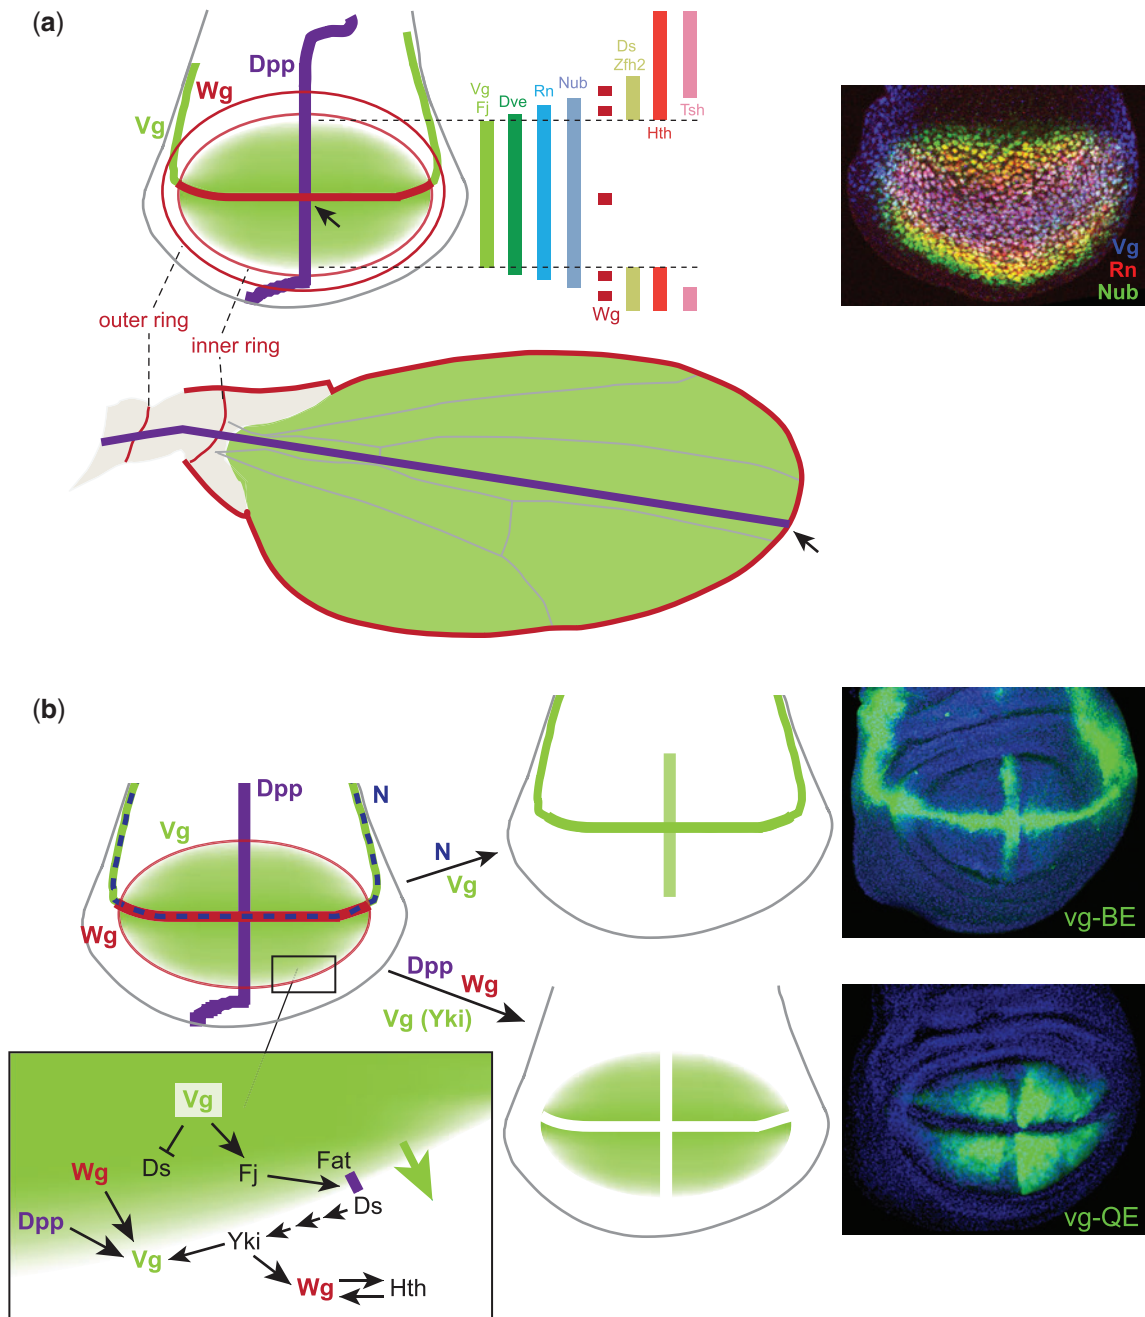 (a)
Dpp
Wg
Vg
Vg
Fj
Dve
Rn
Nub
Ds
Zfh2
Hth
Tsh
Wg
outer ring
inner ring
Vg
Rn
Nub
(b)
Dpp
N
Vg
Wg
N
Vg
vg-BE
Dpp
Wg
Vg (Yki)
vg-QE
Vg
Ds
Fj
Fat
Ds
Wg
Dpp
Vg
Yki
Wg
Hth